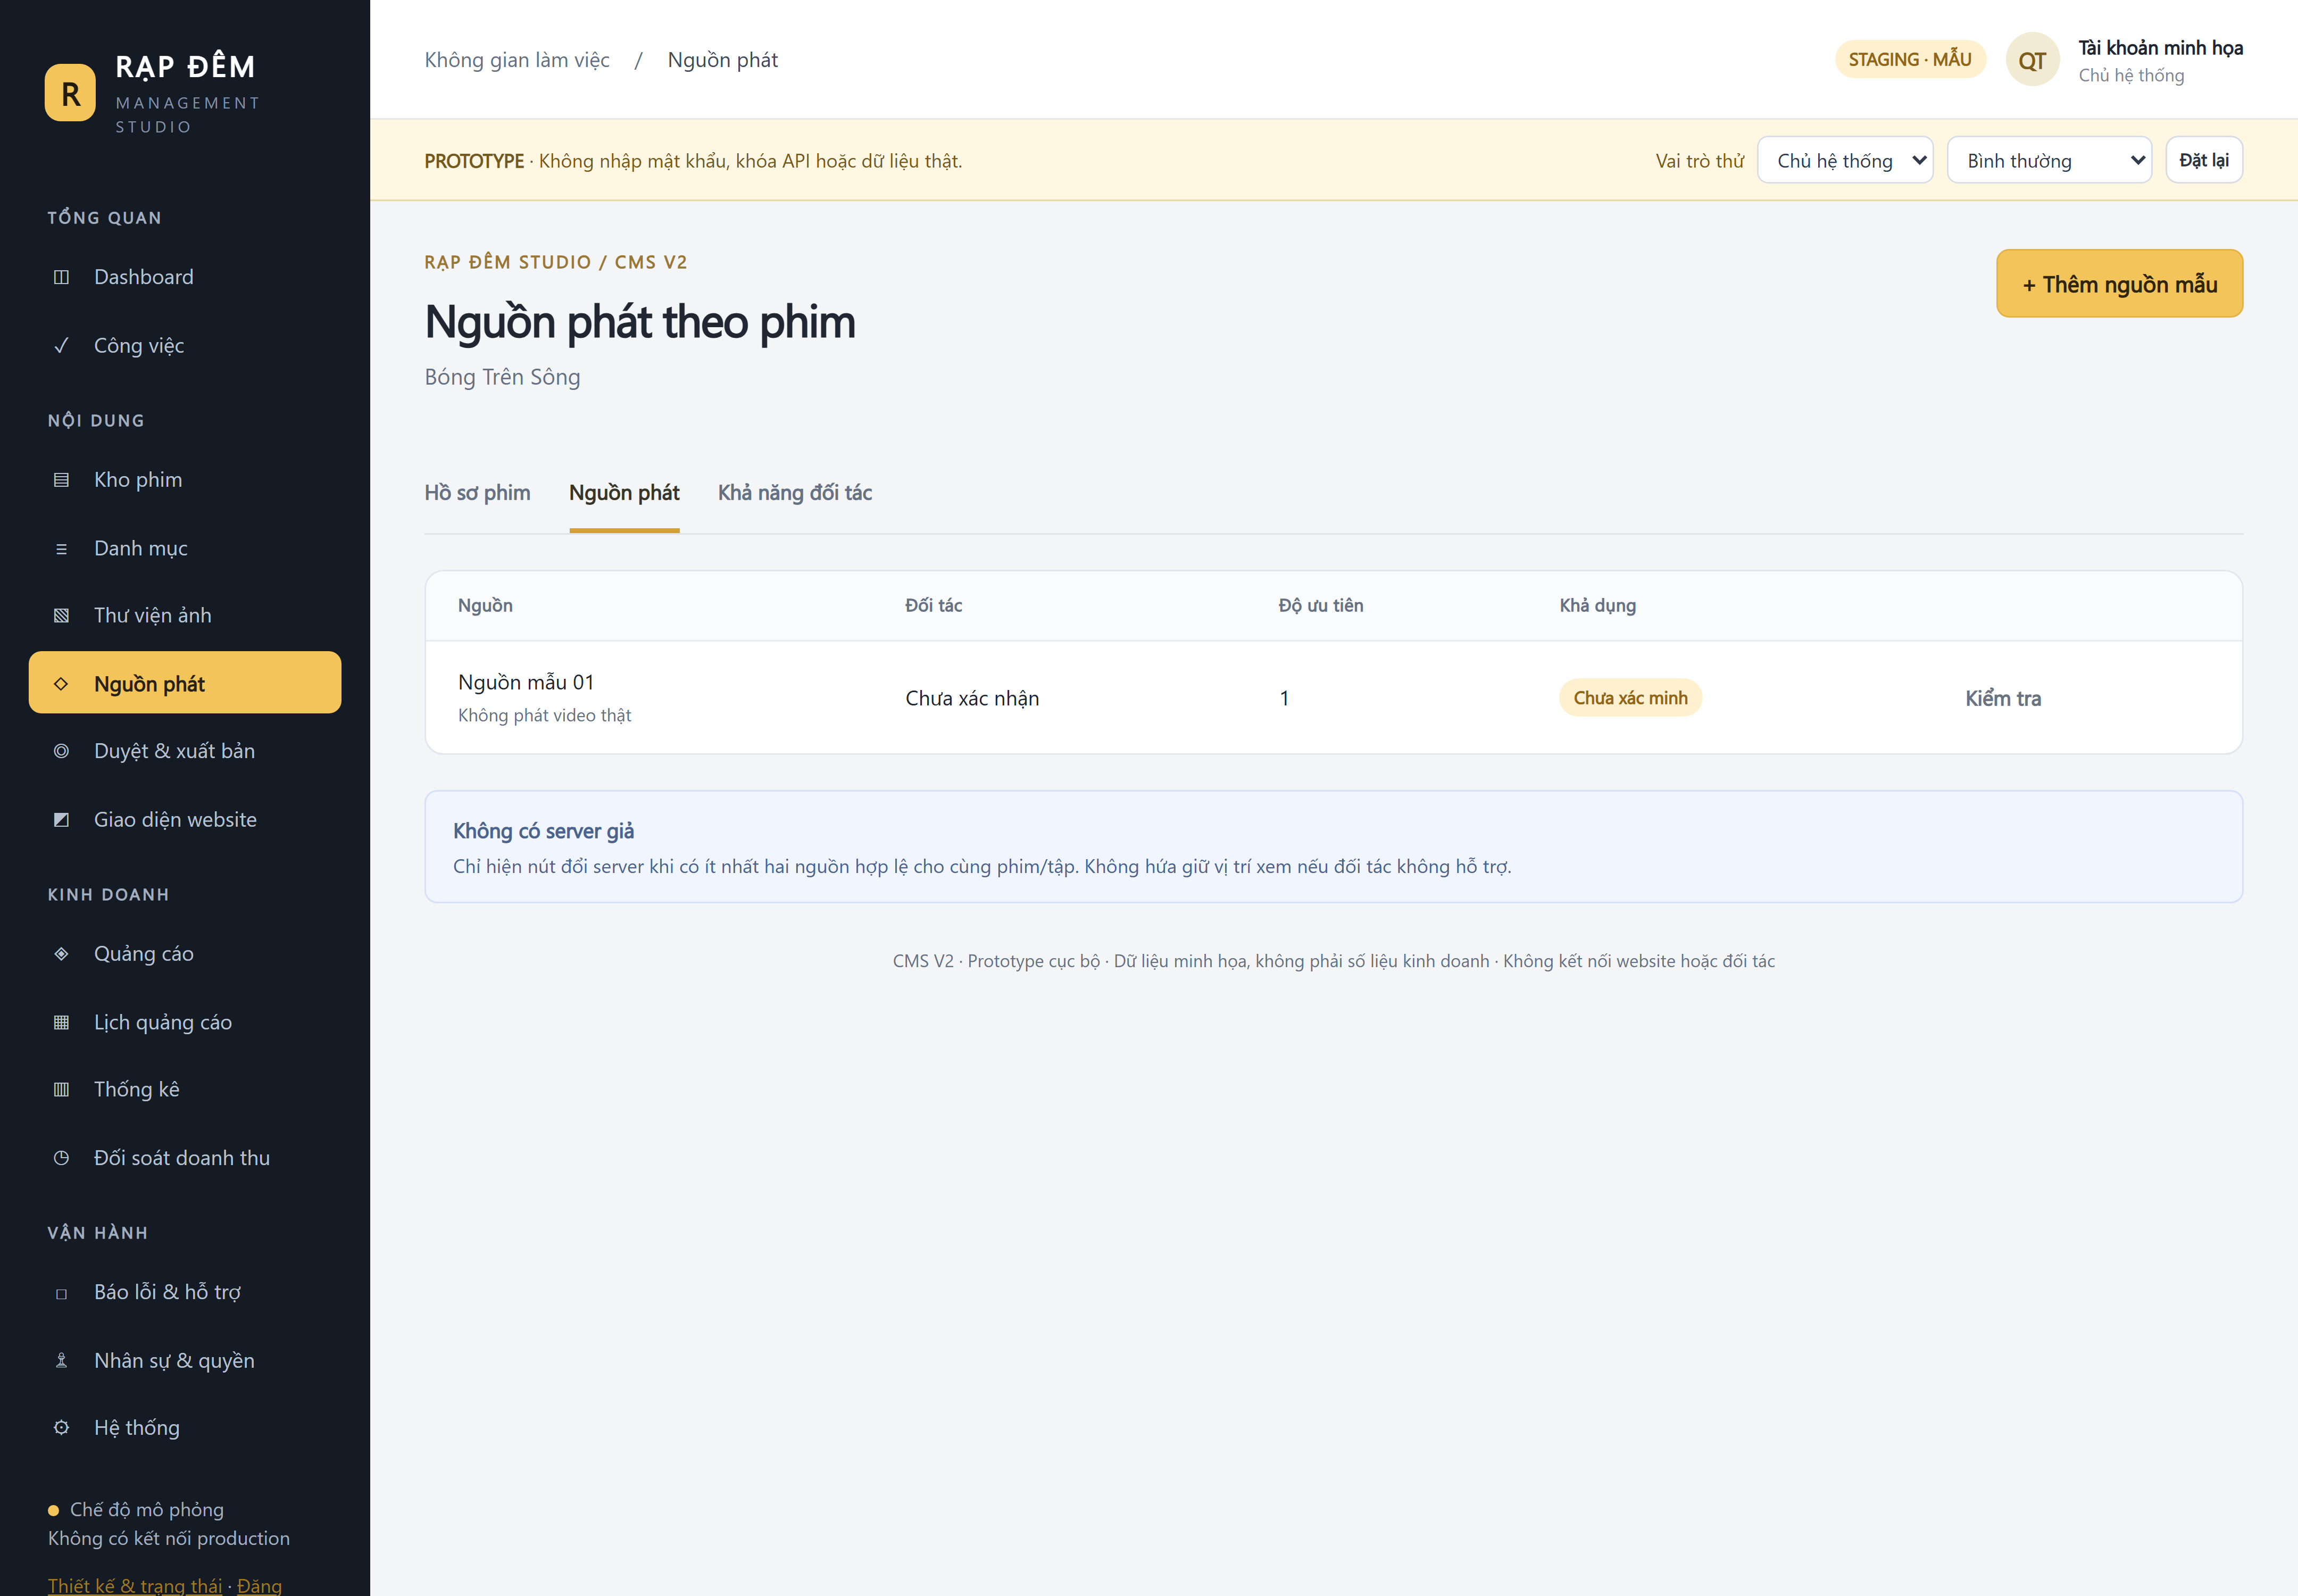 R
RẠP ĐÊM
MANAGEMENT
STUDIO
TỔNG QUAN
Dashboard
Công việc
NỘI DUNG
Kho phim
Danh mục
Thư viện ảnh
Nguồn phát
Duyệt & xuất bản
Giao diện website
KINH DOANH
Quảng cáo
Lịch quảng cáo
Thống kê
Đối soát doanh thu
VẬN HÀNH
Báo lỗi & hỗ trợ
Nhân sự & quyền
Hệ thống
Chế độ mô phỏng
Không có kết nối production
Thiết kế & trạng thái · Đăng
Không gian làm việc / Nguồn phát
STAGING · MẪU
QT
Tài khoản minh họa
Chủ hệ thống
PROTOTYPE · Không nhập mật khẩu, khóa API hoặc dữ liệu thật.
Vai trò thử
Chủ hệ thống
Bình thường
Đặt lại
RẠP ĐÊM STUDIO / CMS V2
Nguồn phát theo phim
Bóng Trên Sông
+ Thêm nguồn mẫu
Hồ sơ phim
Nguồn phát
Khả năng đối tác
Nguồn Đối tác Độ ưu tiên Khả dụng
Nguồn mẫu 01
Không phát video thật
Chưa xác nhận
1
Chưa xác minh
Kiểm tra
Không có server giả
Chỉ hiện nút đổi server khi có ít nhất hai nguồn hợp lệ cho cùng phim/tập. Không hứa giữ vị trí xem nếu đối tác không hỗ trợ.
CMS V2 · Prototype cục bộ · Dữ liệu minh họa, không phải số liệu kinh doanh · Không kết nối website hoặc đối tác